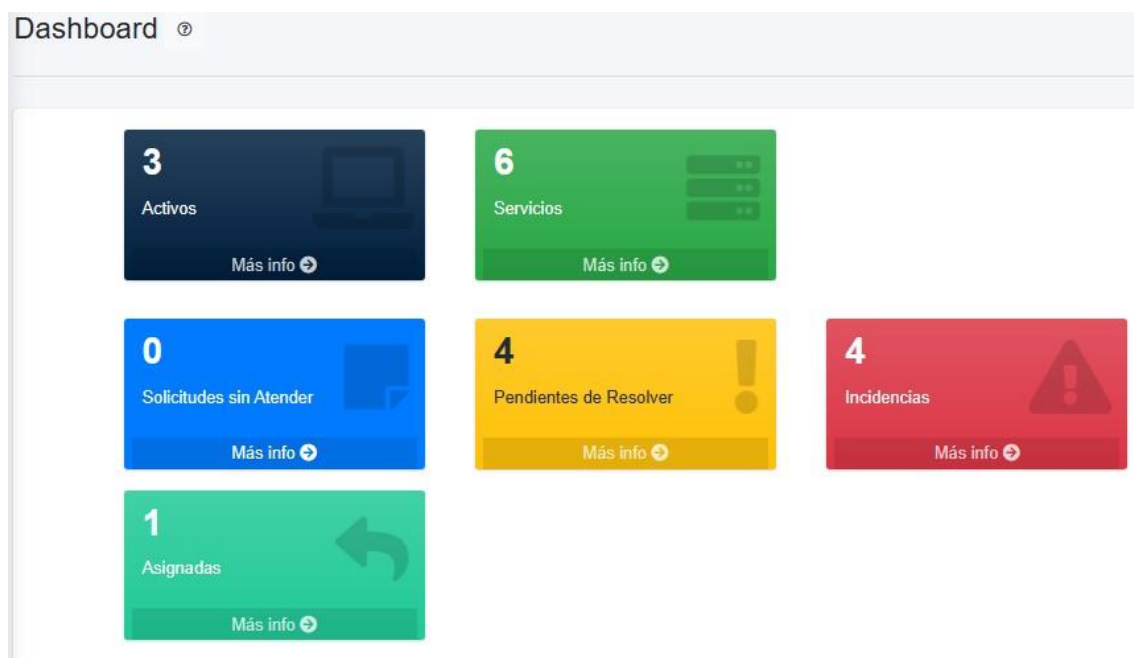 Dashboard
3
Activos
Más info
6
Servicios
Más info
0
Solicitudes sin Atender
Más info
4
Pendientes de Resolver
Más info
4
Incidencias
Más info
1
Asignadas
Más info